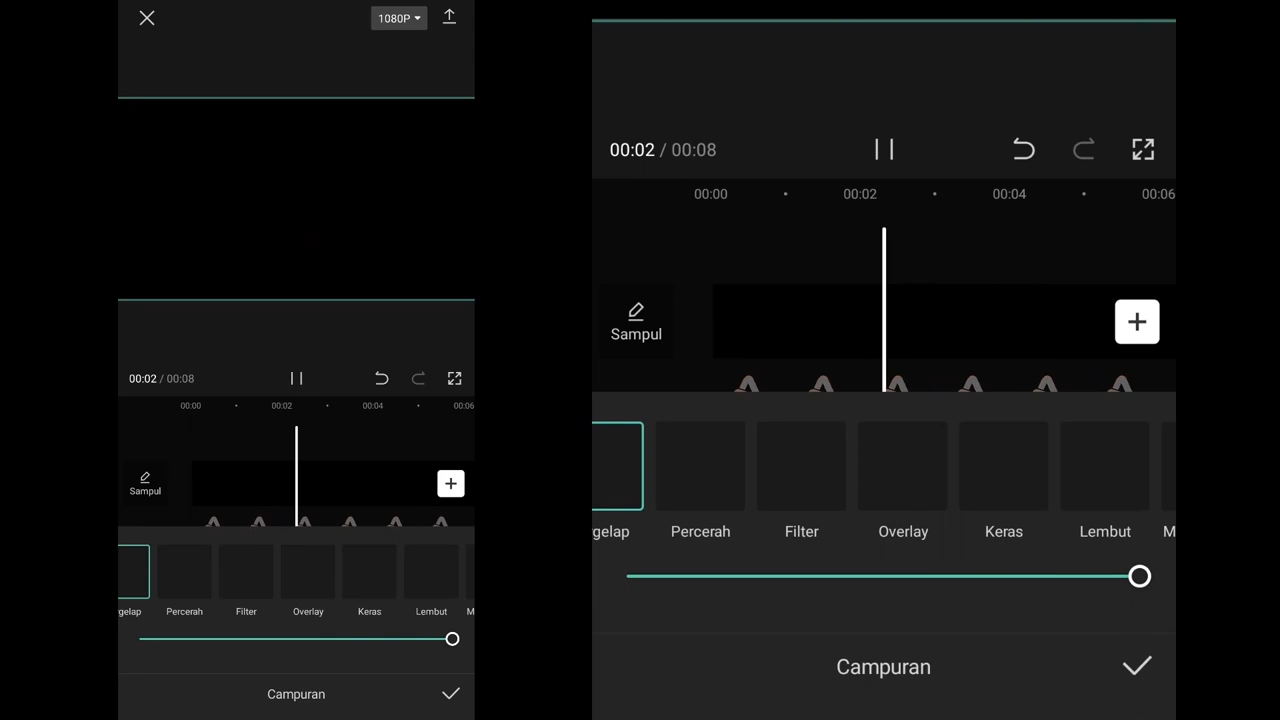 1080P
00:02 / 00:08
00:00
00:02
00:04
00:06
Sampul
gelap
Percerah
Filter
Overlay
Keras
Lembut
M
Campuran
00:02 / 00:08
00:00
00:02
00:04
00:06
Sampul
gelap
Percerah
Filter
Overlay
Keras
Lembut
M
Campuran